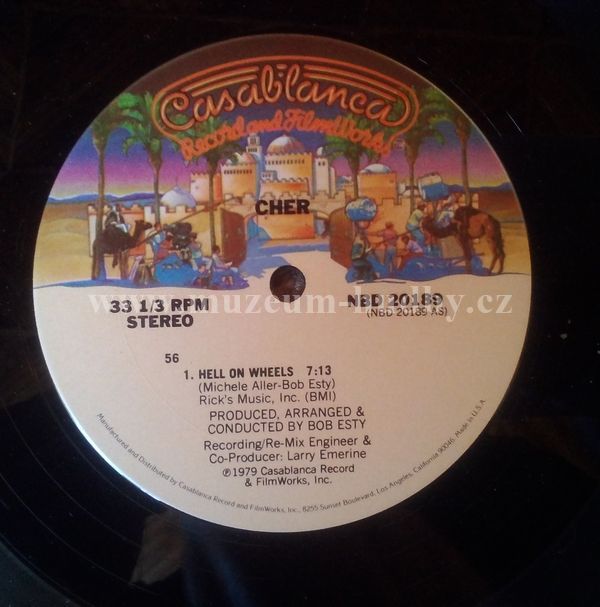 Casablanca
Record and FilmWorks
CHER
www.muzeum-hudby.cz
33 1/3 RPM
STEREO
NBD 20189
(NBD 20189 AS)
56
1. HELL ON WHEELS 7:13
(Michele Aller-Bob Esty)
Rick's Music, Inc. (BMI)
PRODUCED, ARRANGED &
CONDUCTED BY BOB ESTY
Recording/Re-Mix Engineer &
Co-Producer: Larry Emerine
℗1979 Casablanca Record
& FilmWorks, Inc.
Manufactured and Distributed by Casablanca Record and FilmWorks, Inc., 8255 Sunset Boulevard, Los Angeles, California 90046. Made in U.S.A.